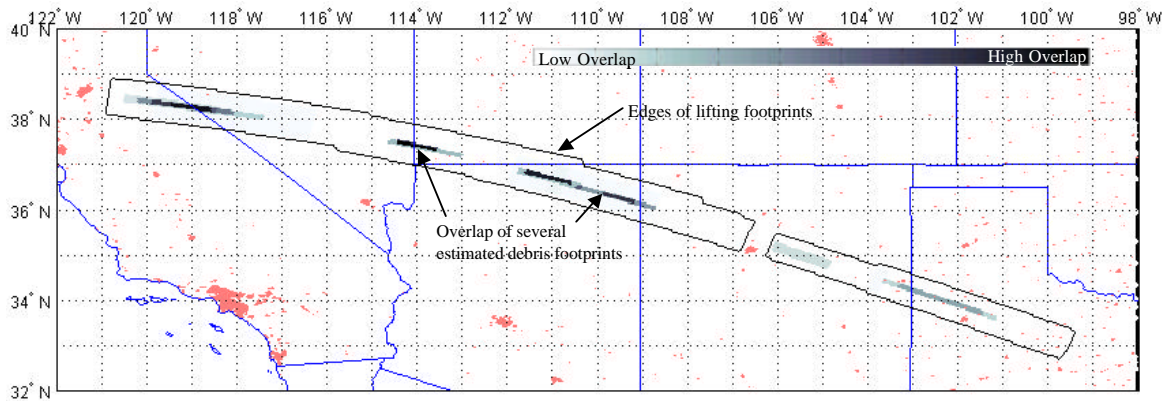 122° W 120° W 118° W 116° W 114° W 112° W 110° W 108° W 106° W 104° W 102° W 100° W 98° W
40° N
Low Overlap High Overlap
Edges of lifting footprints
38° N
36° N
Overlap of several
estimated debris footprints
34° N
32° N